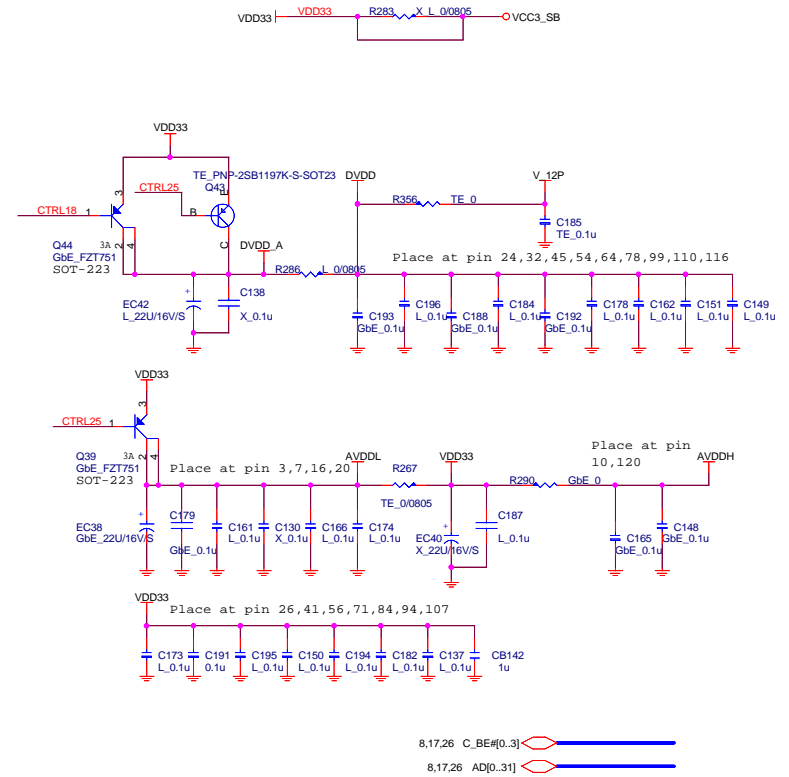 VDD33 VDD33 R283 X_L_0/0805 VCC3_SB
VDD33
TE_PNP-2SB1197K-S-SOT23
CTRL25 Q43
E
B
C
CTRL18 1
3
2
4
Q44 3A
GbE_FZT751
SOT-223
DVDD_A
R286 L_0/0805
EC42
L_22U/16V/S
+
C138
X_0.1u
DVDD
R356 TE_0
V_12P
C185
TE_0.1u
Place at pin 24,32,45,54,64,78,99,110,116
C193
GbE_0.1u
C196
L_0.1u
C188
GbE_0.1u
C184
L_0.1u
C192
GbE_0.1u
C178
L_0.1u
C162
L_0.1u
C151
L_0.1u
C149
L_0.1u
VDD33
CTRL25 1
3
2
4
Q39 3A
GbE_FZT751
SOT-223
Place at pin 3,7,16,20
AVDDL
R267
TE_0/0805
VDD33
R290 GbE_0
Place at pin
10,120
AVDDH
+
EC38
GbE_22U/16V/S
C179
GbE_0.1u
C161
L_0.1u
C130
X_0.1u
C166
L_0.1u
C174
L_0.1u
+
EC40
X_22U/16V/S
C187
L_0.1u
C165
GbE_0.1u
C148
GbE_0.1u
VDD33
Place at pin 26,41,56,71,84,94,107
C173
L_0.1u
C191
0.1u
C195
L_0.1u
C150
L_0.1u
C194
L_0.1u
C182
L_0.1u
C137
L_0.1u
CB142
1u
8,17,26 C_BE#[0..3]
8,17,26 AD[0..31]